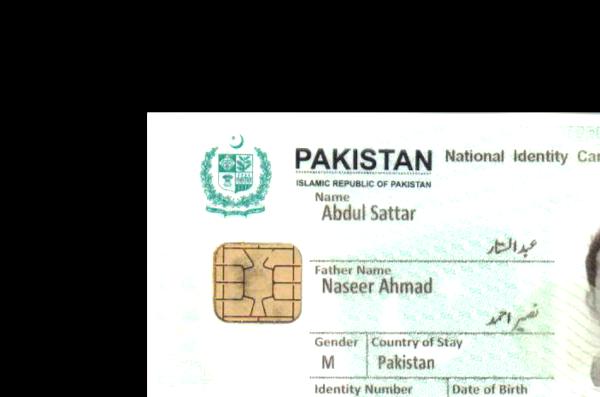 PAKISTAN National Identity Car
ISLAMIC REPUBLIC OF PAKISTAN
Name
Abdul Sattar
عبدالستار
Father Name
Naseer Ahmad
نصیر احمد
Gender Country of Stay
M Pakistan
Identity Number Date of Birth